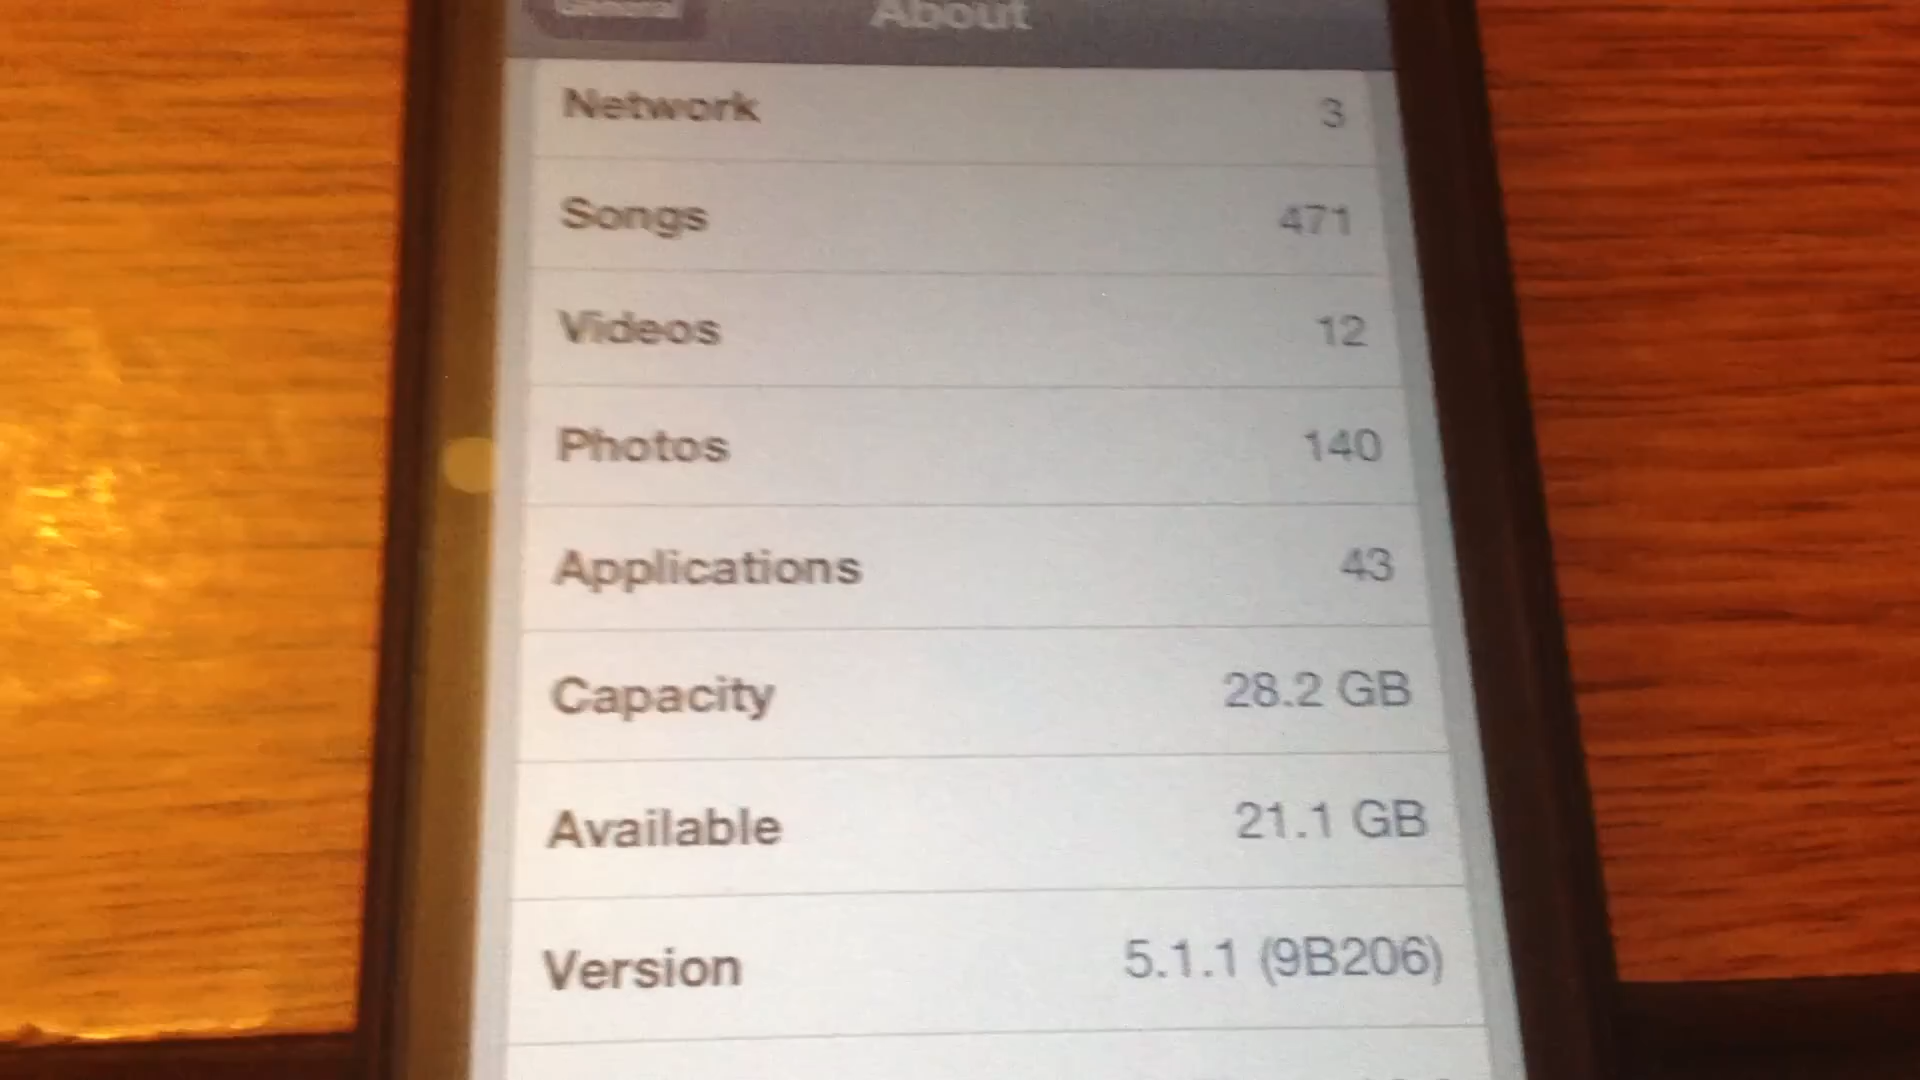 General About
Network 3
Songs 471
Videos 12
Photos 140
Applications 43
Capacity 28.2 GB
Available 21.1 GB
Version 5.1.1 (9B206)